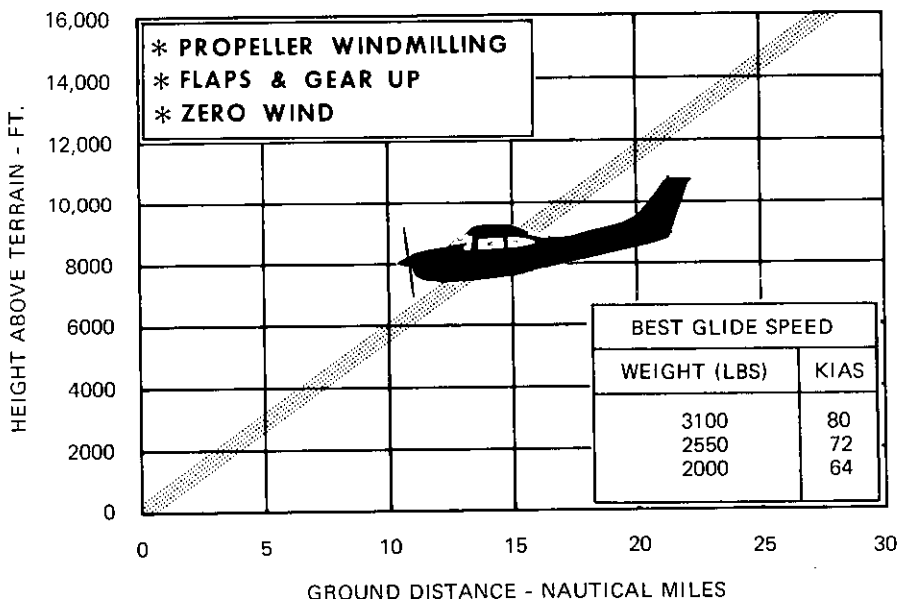 * PROPELLER WINDMILLING
* FLAPS & GEAR UP
* ZERO WIND
HEIGHT ABOVE TERRAIN - FT.
16,000
14,000
12,000
10,000
8000
6000
4000
2000
0
BEST GLIDE SPEED
WEIGHT (LBS) KIAS
3100 80
2550 72
2000 64
0 5 10 15 20 25 30
GROUND DISTANCE - NAUTICAL MILES